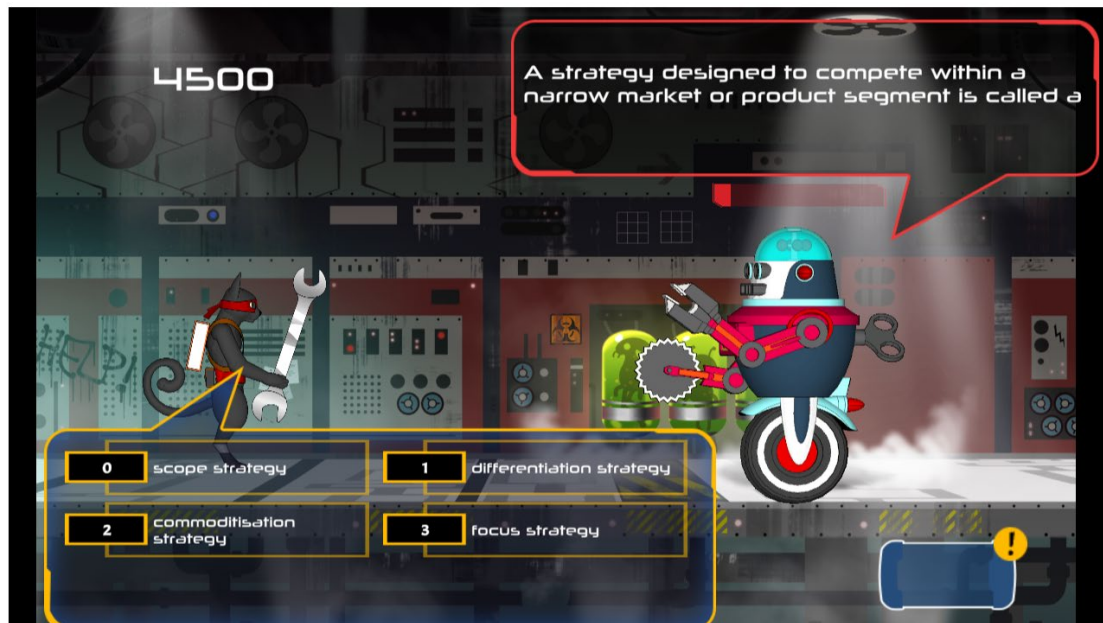 4500
A strategy designed to compete within a
narrow market or product segment is called a
HELP!
0 scope strategy
1 differentiation strategy
2 commoditisation
strategy
3 focus strategy
!